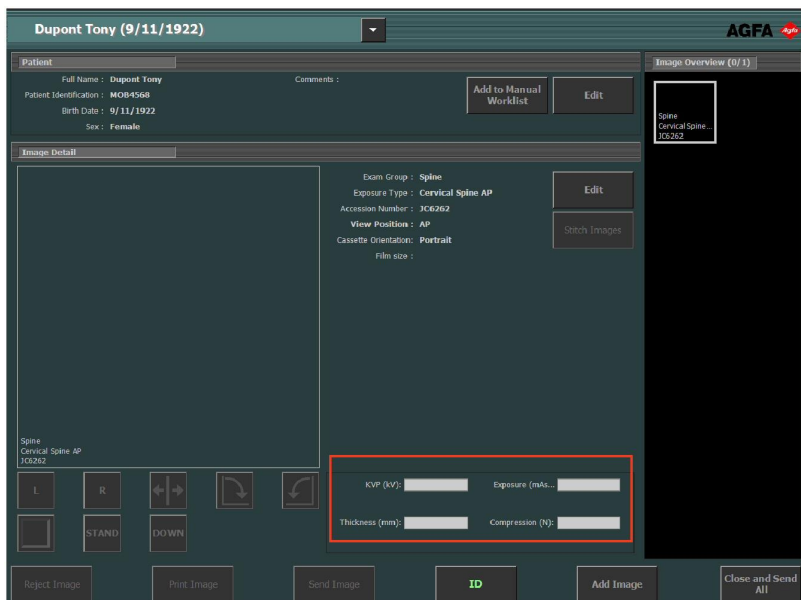 Dupont Tony (9/11/1922)
AGFA
Agfa
Patient
Full Name : Dupont Tony
Patient Identification : MOB4568
Birth Date : 9/11/1922
Sex : Female
Comments :
Add to Manual
Worklist
Edit
Image Overview (0/1)
Spine
Cervical Spine...
JC6262
Image Detail
Spine
Cervical Spine AP
JC6262
Exam Group : Spine
Exposure Type : Cervical Spine AP
Accession Number : JC6262
View Position : AP
Cassette Orientation: Portrait
Film size :
Edit
Stitch Images
KVP (kV):
Exposure (mAs...
Thickness (mm):
Compression (N):
L
R
STAND
DOWN
Reject Image
Print Image
Send Image
ID
Add Image
Close and Send
All